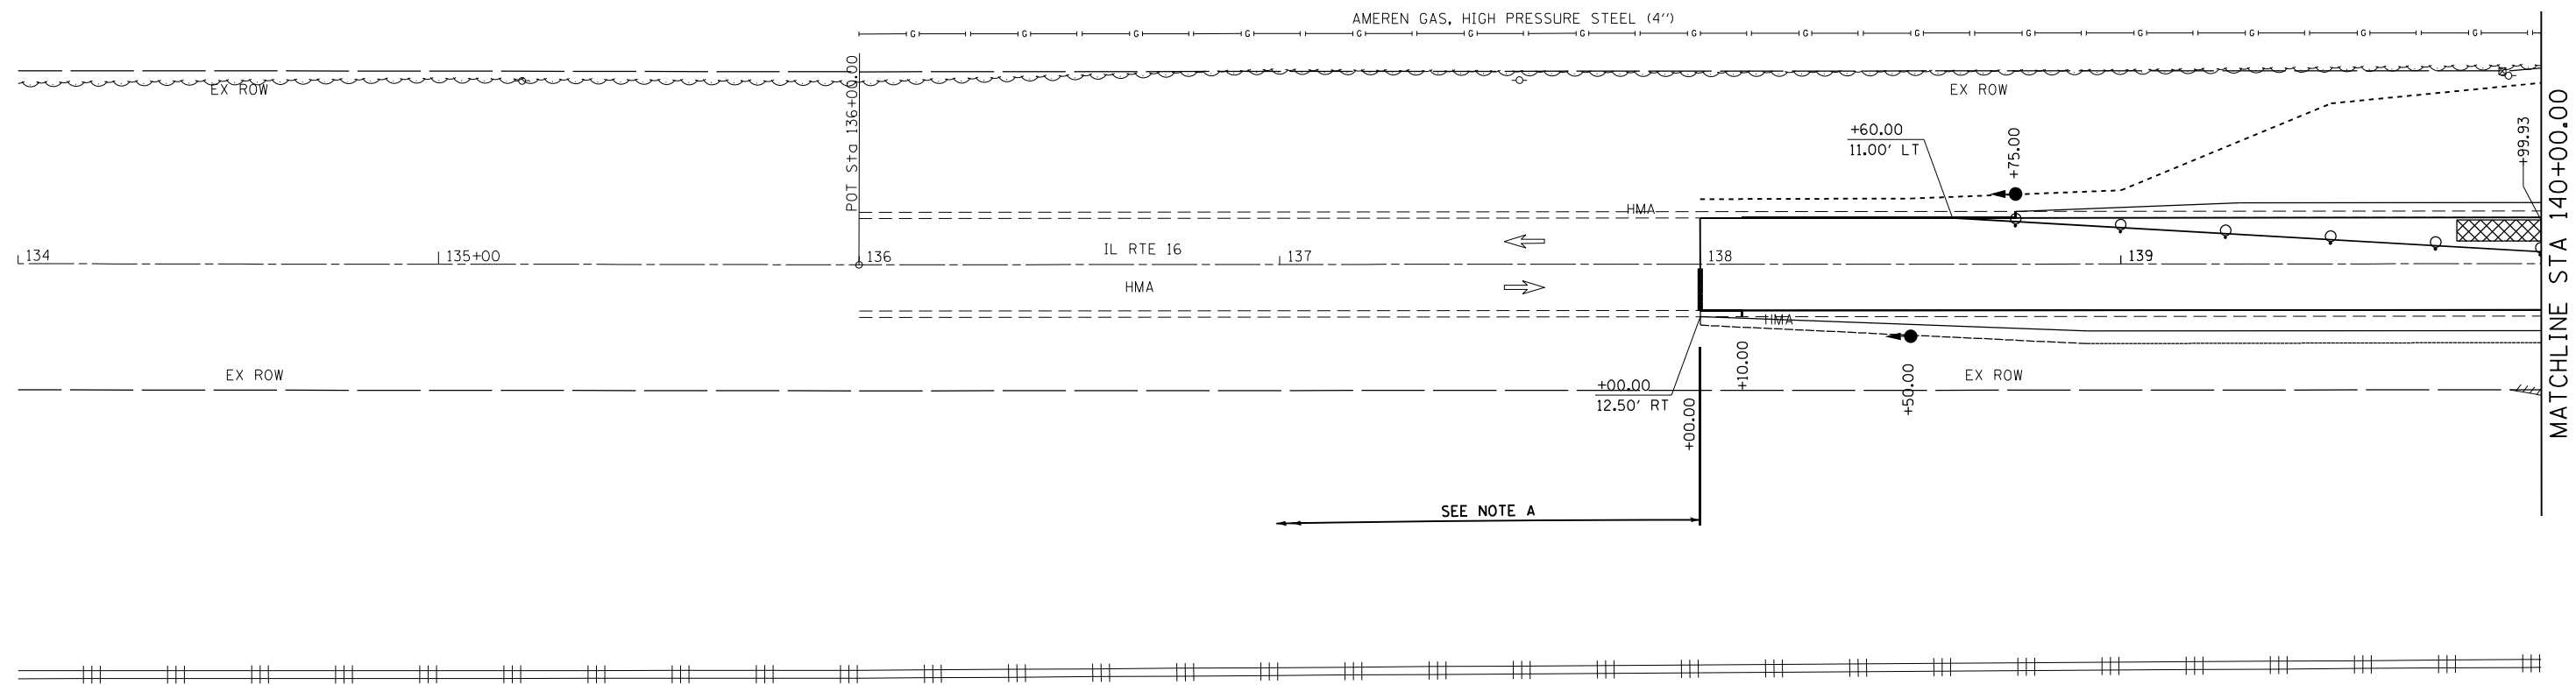 AMEREN GAS, HIGH PRESSURE STEEL (4'')
G G G G G G G G G G G G G G G
EX ROW
EX ROW
POT Sta 136+00.00
+60.00
11.00' LT
+75.00
+99.93
MATCHLINE STA 140+00.00
HMA
IL RTE 16
134
135+00
136
137
138
139
HMA
HMA
EX ROW
EX ROW
+00.00
12.50' RT
+00.00
+10.00
+50.00
SEE NOTE A